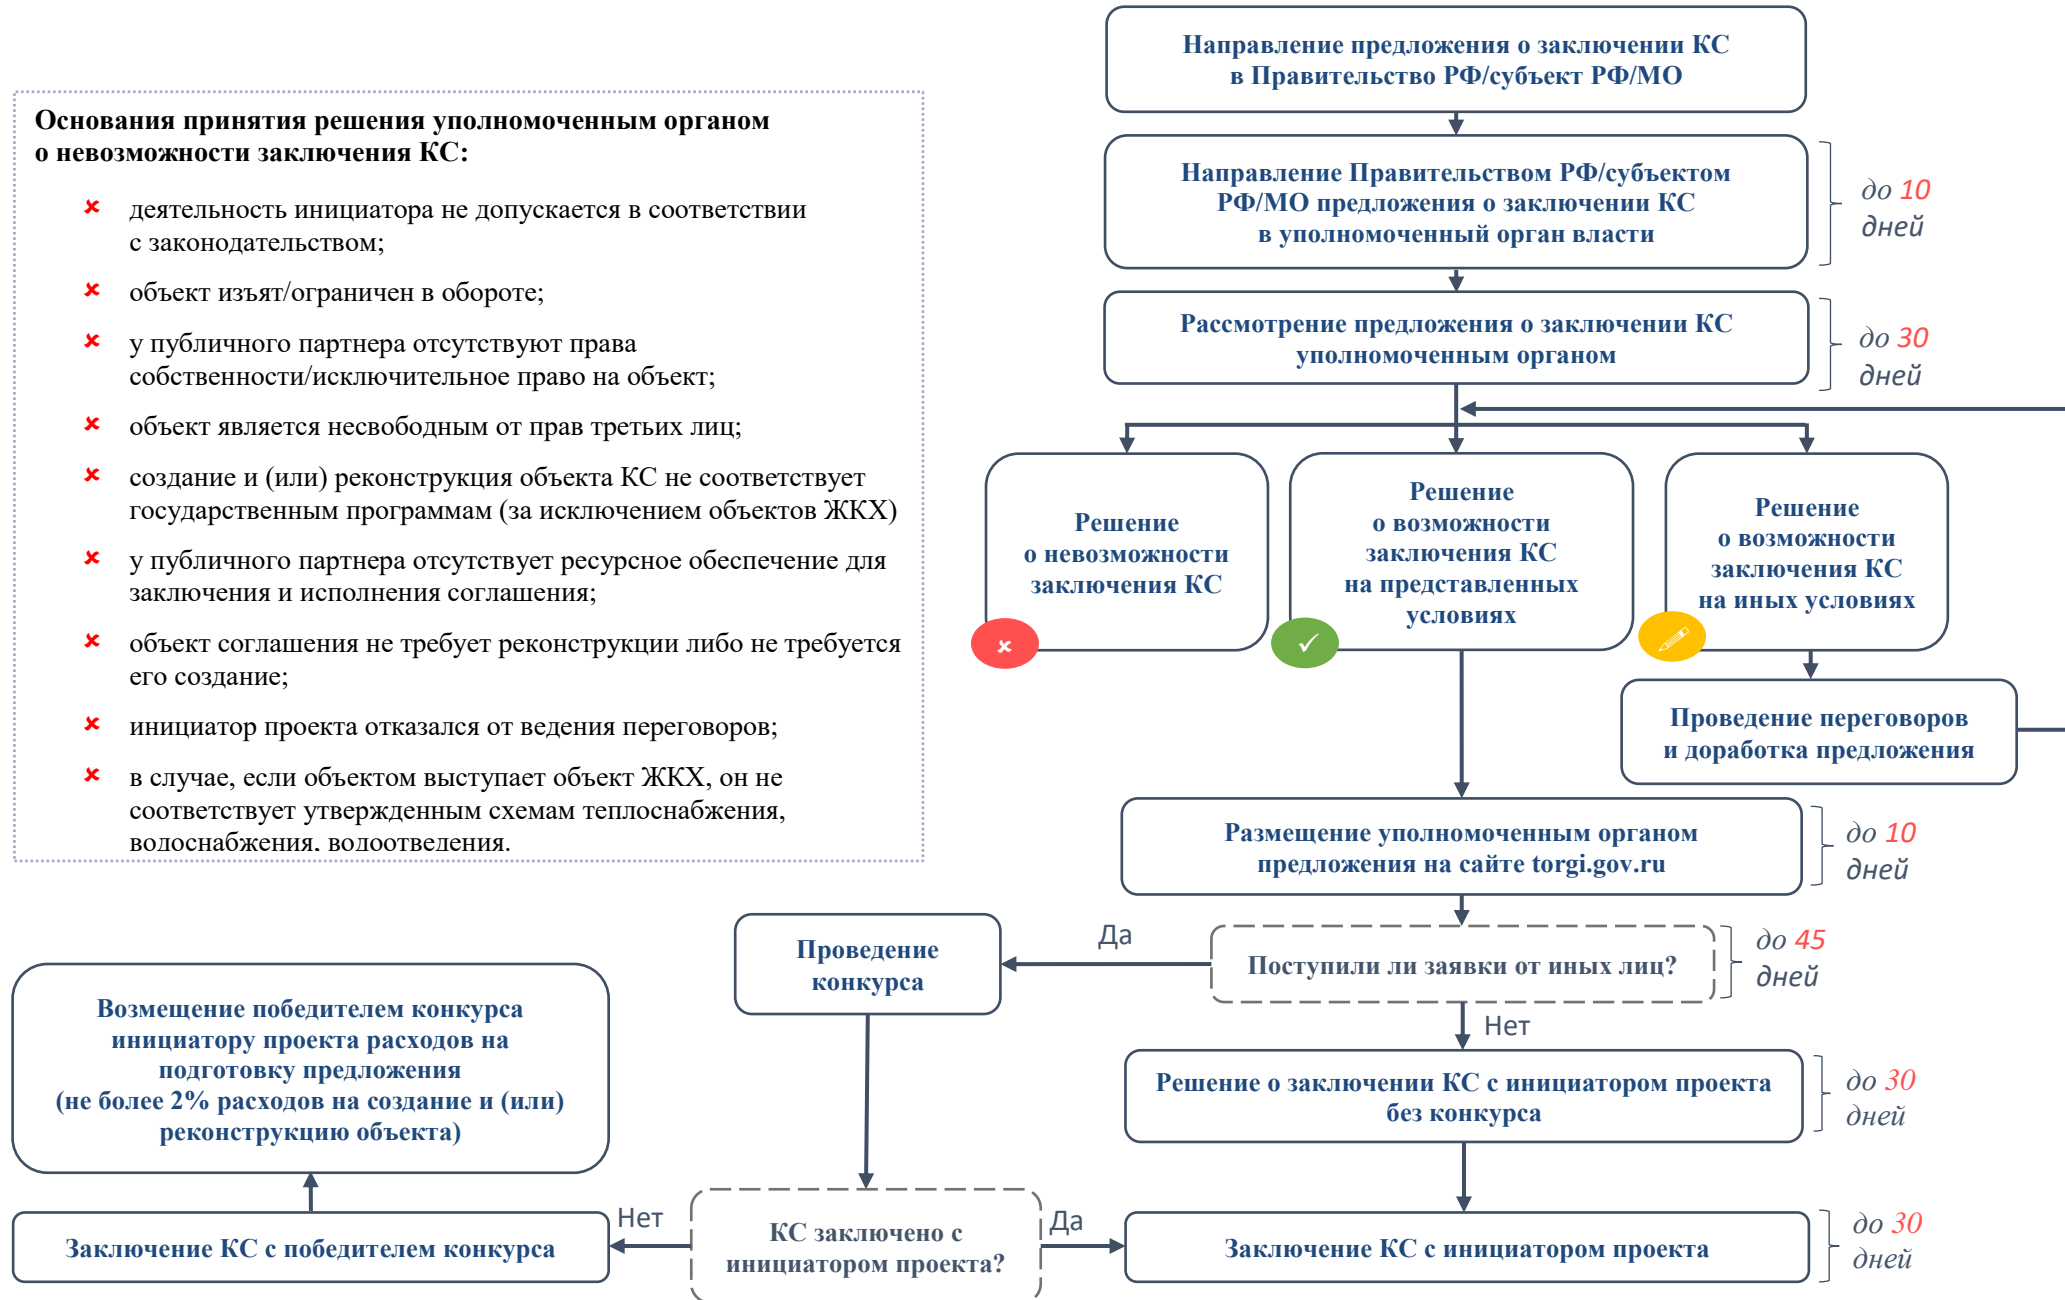 Направление предложения о заключении КС
в Правительство РФ/субъект РФ/МО
Основания принятия решения уполномоченным органом
о невозможности заключения КС:
деятельность инициатора не допускается в соответствии
с законодательством;
объект изъят/ограничен в обороте;
у публичного партнера отсутствуют права
собственности/исключительное право на объект;
объект является несвободным от прав третьих лиц;
создание и (или) реконструкция объекта КС не соответствует
государственным программам (за исключением объектов ЖКХ)
у публичного партнера отсутствует ресурсное обеспечение для
заключения и исполнения соглашения;
объект соглашения не требует реконструкции либо не требуется
его создание;
инициатор проекта отказался от ведения переговоров;
в случае, если объектом выступает объект ЖКХ, он не
соответствует утвержденным схемам теплоснабжения,
водоснабжения, водоотведения.
Направление Правительством РФ/субъектом
РФ/МО предложения о заключении КС
в уполномоченный орган власти
до 10
дней
Рассмотрение предложения о заключении КС
уполномоченным органом
до 30
дней
Решение
о невозможности
заключения КС
Решение
о возможности
заключения КС
на представленных
условиях
Решение
о возможности
заключения КС
на иных условиях
Проведение переговоров
и доработка предложения
Размещение уполномоченным органом
предложения на сайте torgi.gov.ru
до 10
дней
Поступили ли заявки от иных лиц?
до 45
дней
Да
Проведение
конкурса
Нет
Решение о заключении КС с инициатором проекта
без конкурса
до 30
дней
Возмещение победителем конкурса
инициатору проекта расходов на
подготовку предложения
(не более 2% расходов на создание и (или)
реконструкцию объекта)
Заключение КС с победителем конкурса
Нет
КС заключено с
инициатором проекта?
Да
Заключение КС с инициатором проекта
до 30
дней